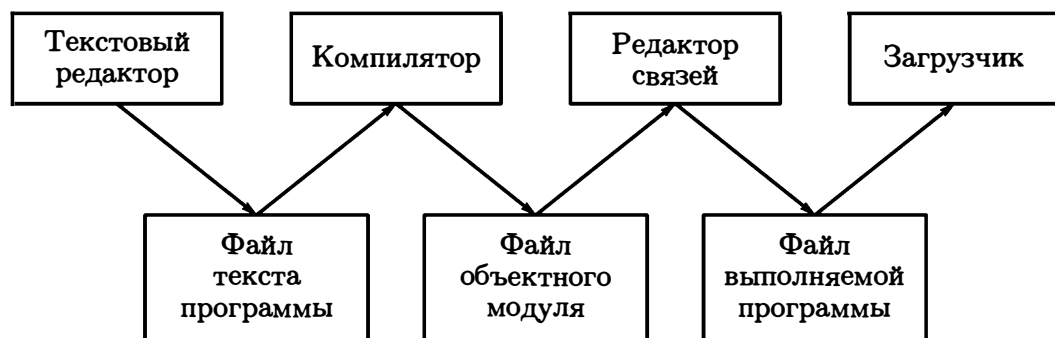 Текстовый
редактор
Компилятор
Редактор
связей
Загрузчик
Файл
текста
программы
Файл
объектного
модуля
Файл
выполняемой
программы